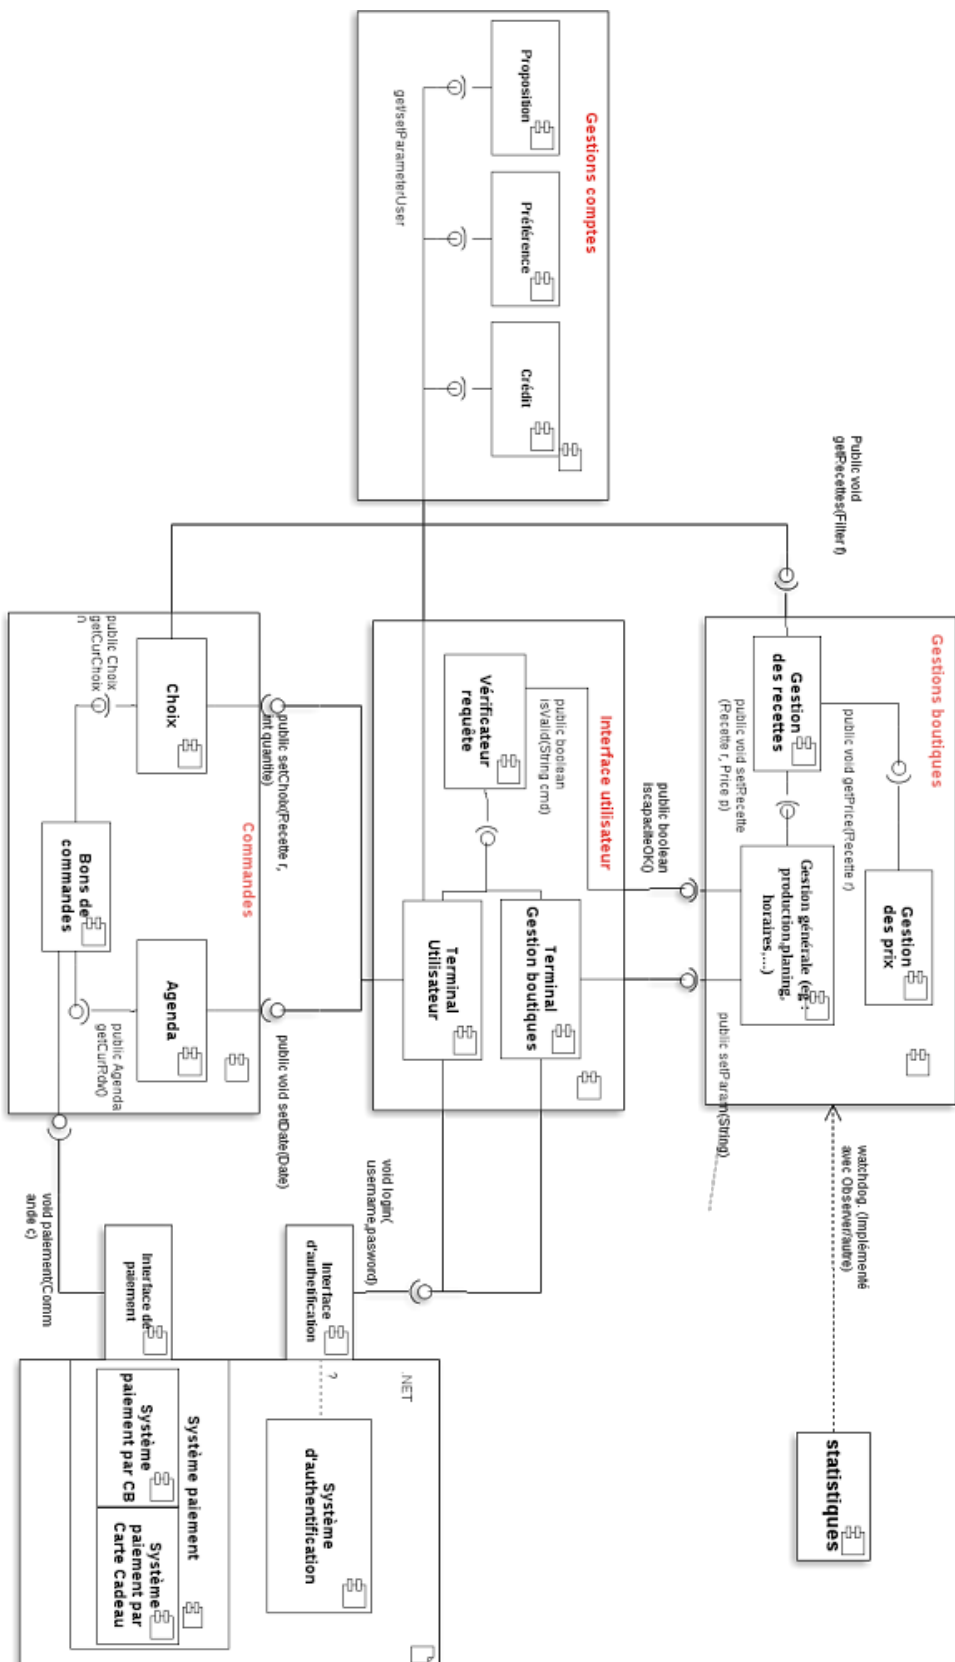 Gestions comptes
Proposition
Préférence
Crédit
get/setParameterUser
Public void
getRecettes(Filter f)
Gestions boutiques
Gestion
des recettes
public void getPrice(Recette r)
Gestion
des prix
public void setRecette
(Recette r, Price p)
Gestion générale (eg :
production,planing,
horaires,...)
public setParam(String)
watchdog. (Implémenté
avec Observer/autre)
statistiques
Interface utilisateur
Vérificateur
requête
public boolean
isValid(String cmd)
public boolean
iscapaciteOK()
Terminal
Gestion boutiques
Terminal
Utilisateur
Commandes
Choix
public Choix
getCurChoix
()
public setChoix(Recette r,
int quantite)
Bons de
commandes
Agenda
public Agenda
getCurRdv()
public void setDate(Date)
void login(
username,pasword)
void paiement(Comm
ande c)
Interface
d'authetification
Interface de
paiement
.NET
?
Système
d'authentification
Système paiement
Système
paiement par CB
Système
paiement par
Carte Cadeau